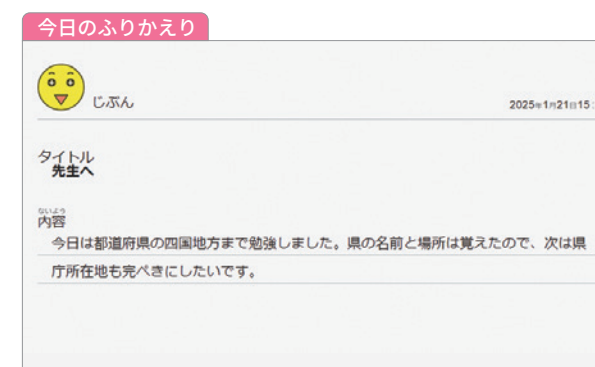 今日のふりかえり
じぶん
2025年1月21日15:
タイトル
先生へ
ないよう
内容
今日は都道府県の四国地方まで勉強しました。県の名前と場所は覚えたので、次は県
庁所在地も完ぺきにしたいです。